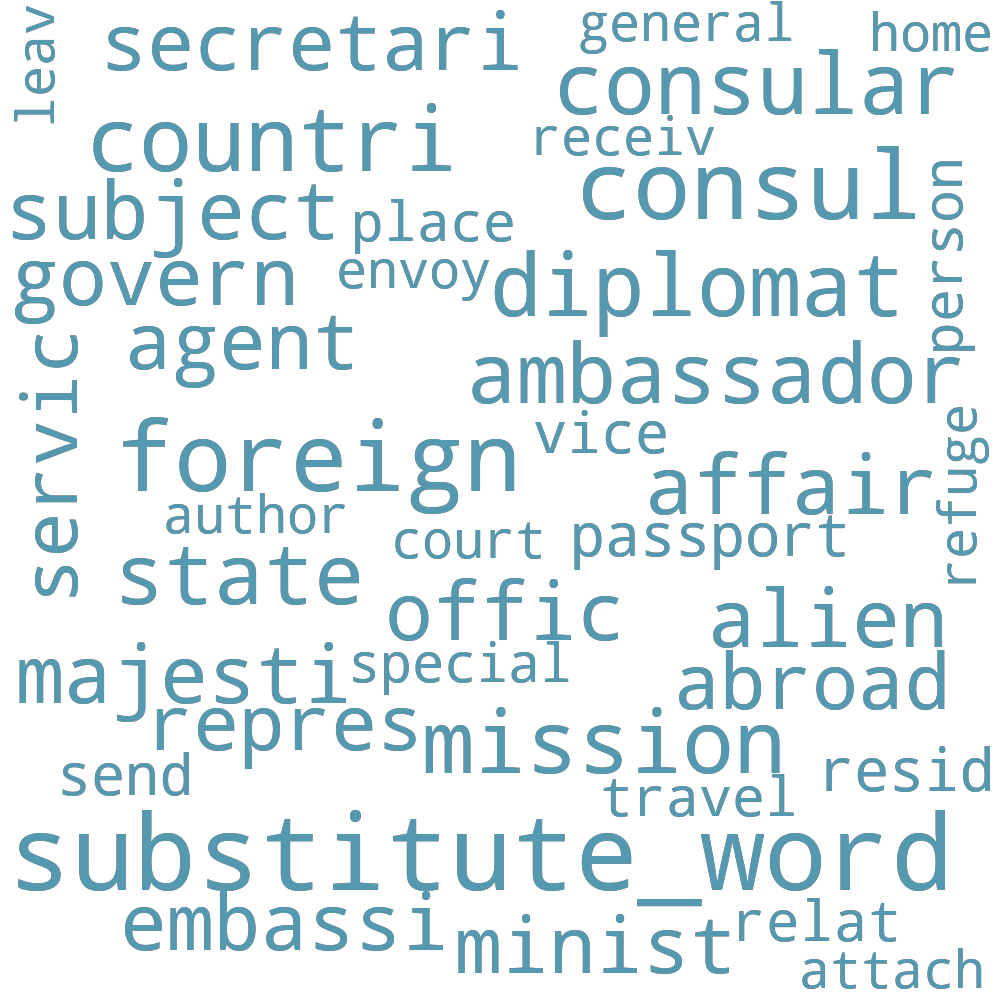 leav
secretari
general
home
consular
countri
receiv
consul
subject
place
person
govern
envoy
diplomat
agent
ambassador
servic
foreign
vice
affair
refuge
author
court
passport
state
offic
alien
majesti
special
abroad
repres
mission
send
travel
resid
substitute_word
embassi
minist
relat
attach